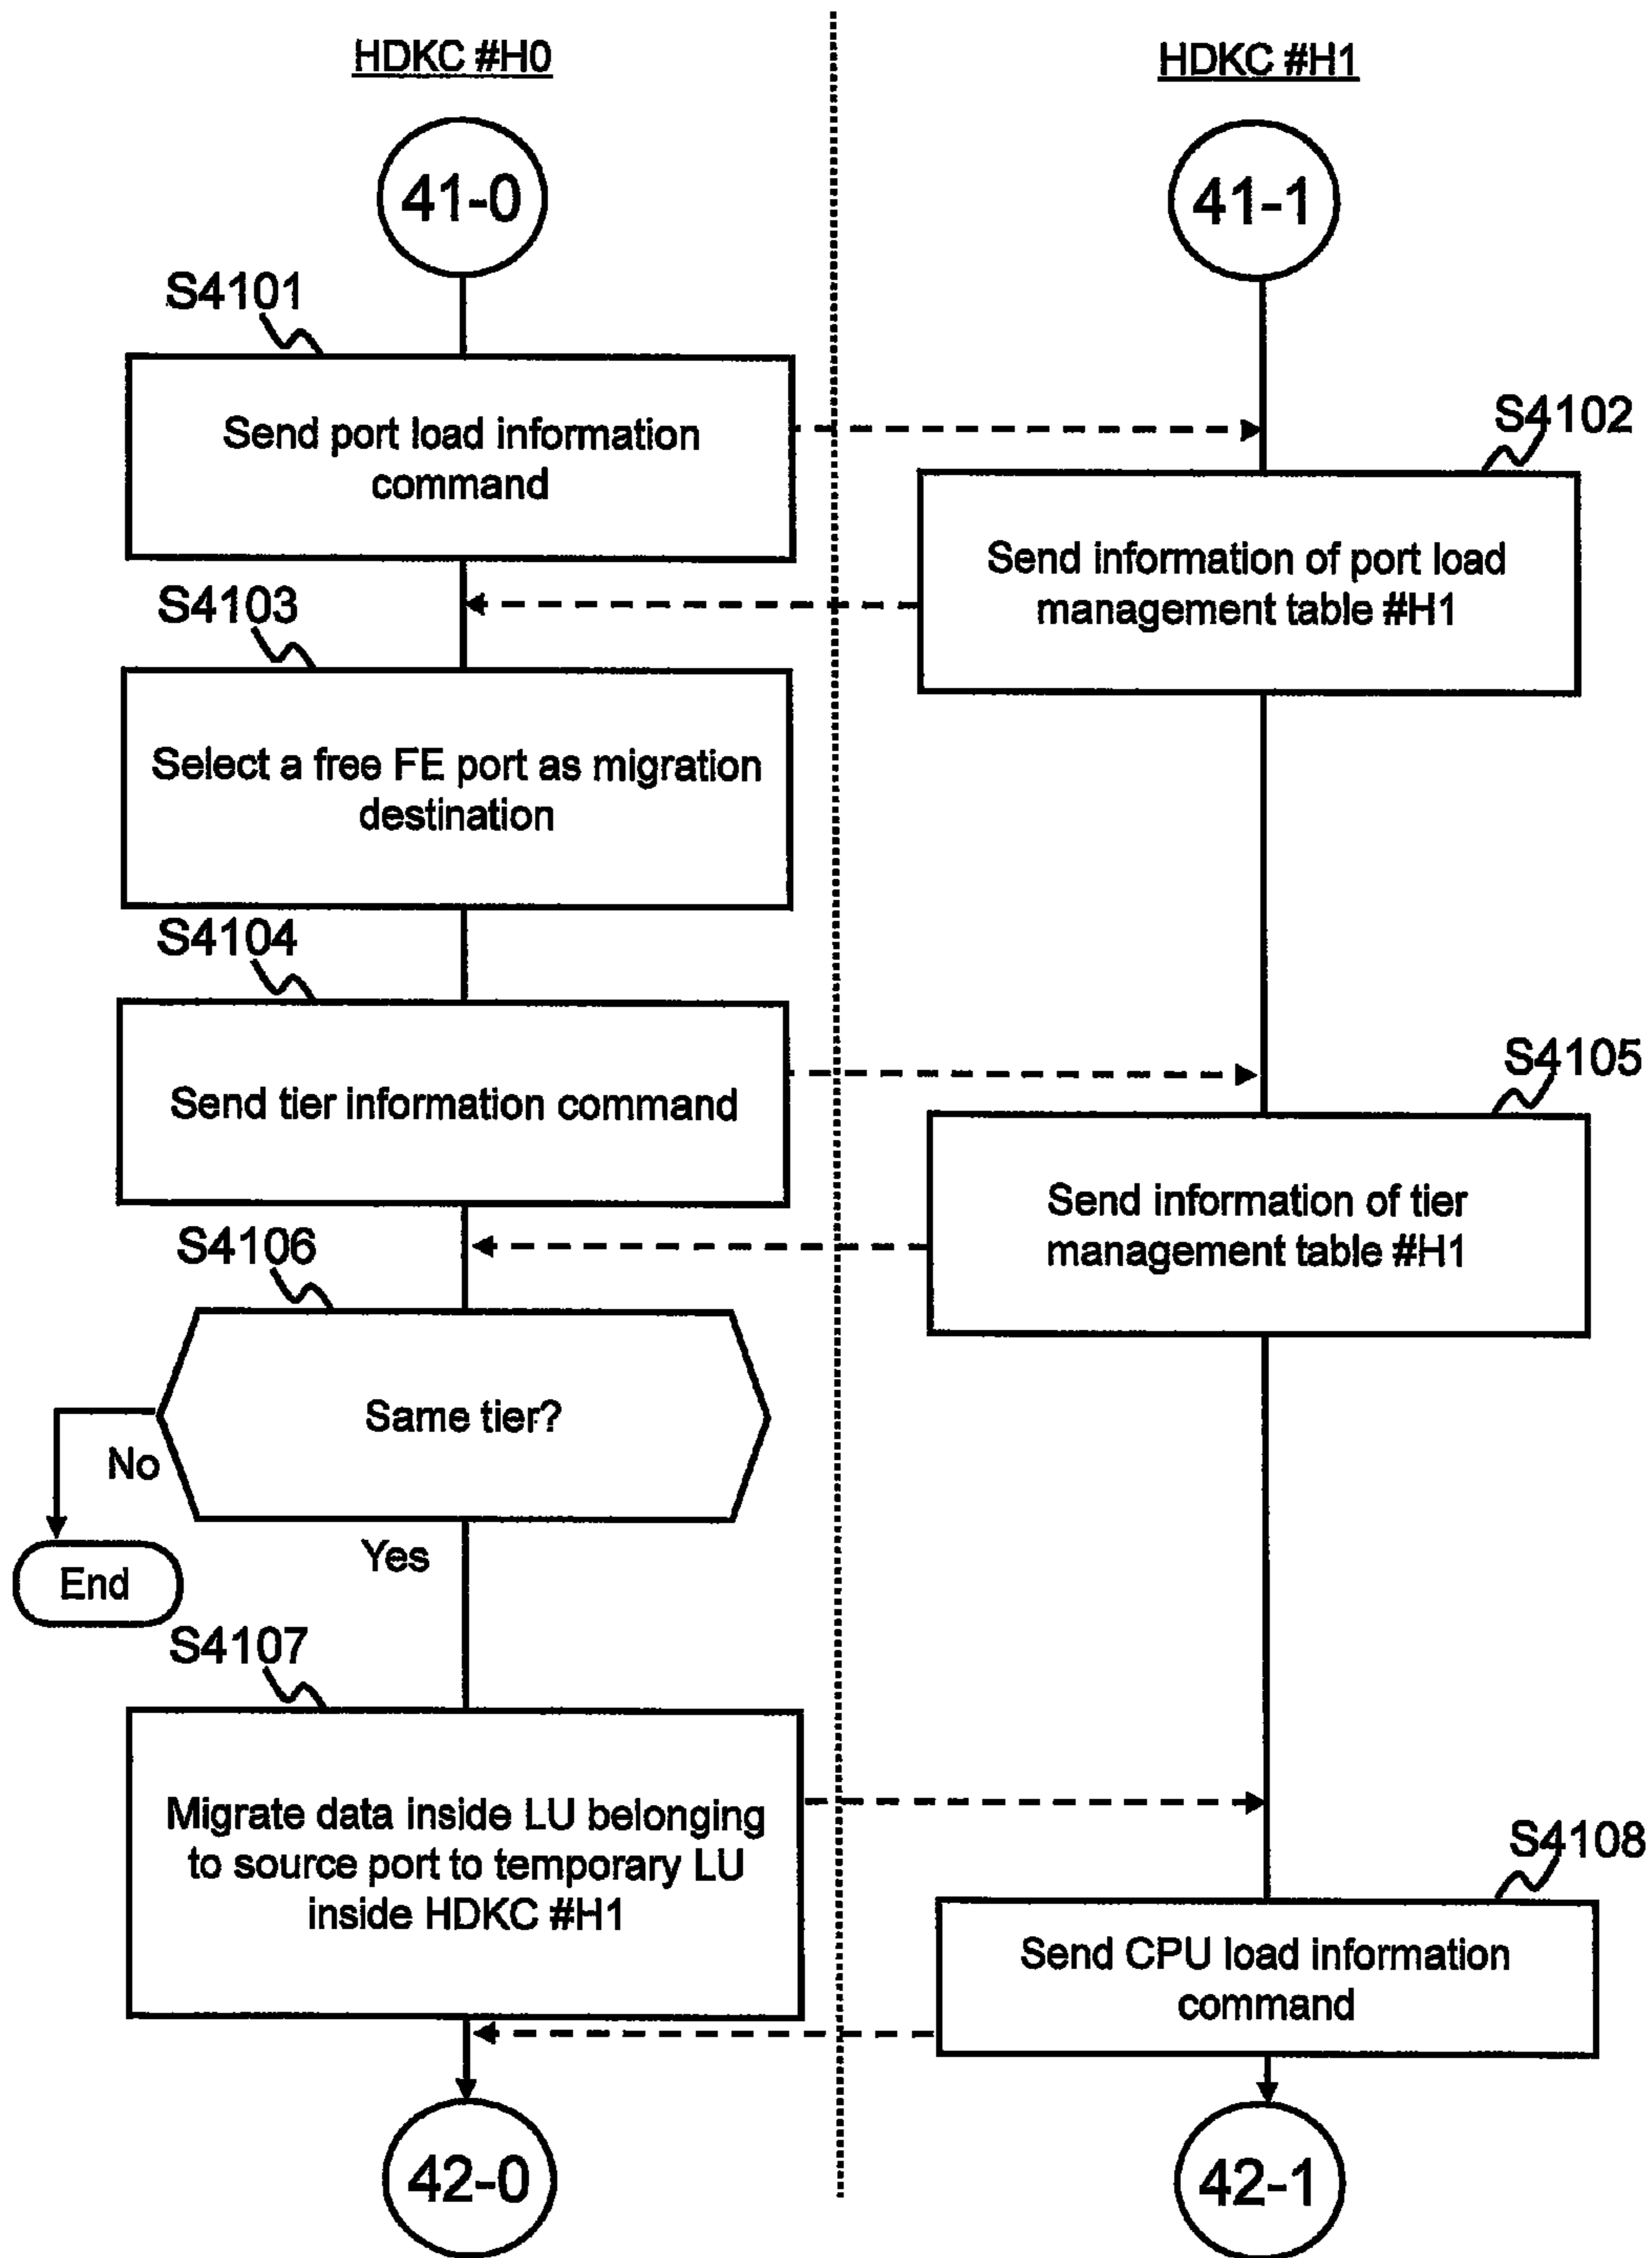 HDKC #H0
HDKC #H1
41-0
41-1
S4101
Send port load information
command
S4102
Send information of port load
management table #H1
S4103
Select a free FE port as migration
destination
S4104
Send tier information command
S4105
Send information of tier
management table #H1
S4106
Same tier?
No
End
Yes
S4107
Migrate data inside LU belonging
to source port to temporary LU
inside HDKC #H1
S4108
Send CPU load information
command
42-0
42-1